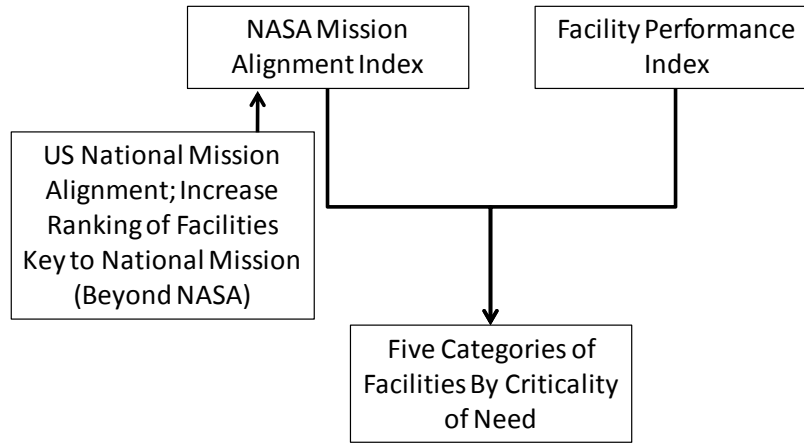 NASA Mission
Alignment Index
Facility Performance
Index
US National Mission
Alignment; Increase
Ranking of Facilities
Key to National Mission
(Beyond NASA)
Five Categories of
Facilities By Criticality
of Need